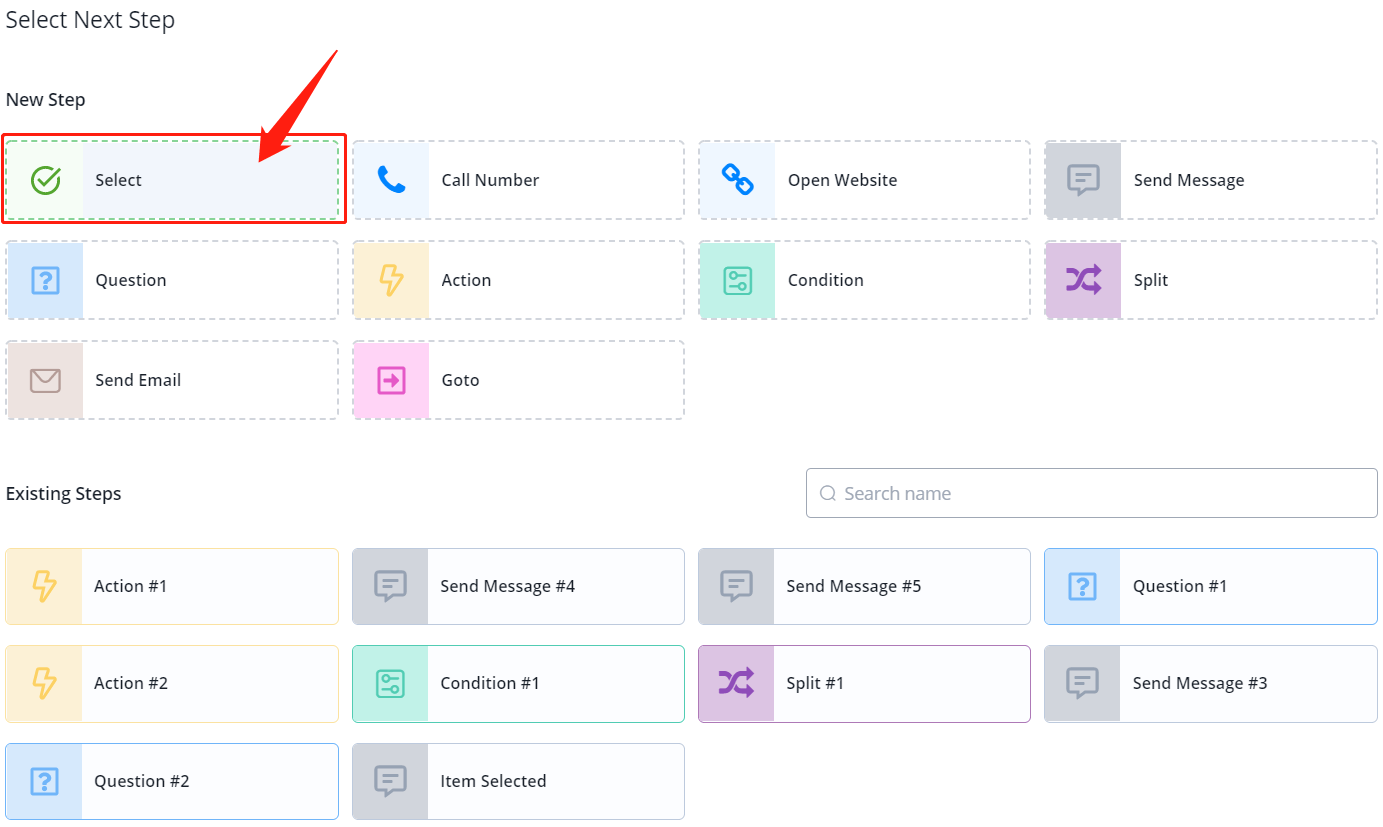 Select Next Step
New Step
Select
Call Number
Open Website
Send Message
Question
Action
Condition
Split
Send Email
Goto
Existing Steps
Search name
Action #1
Send Message #4
Send Message #5
Question #1
Action #2
Condition #1
Split #1
Send Message #3
Question #2
Item Selected